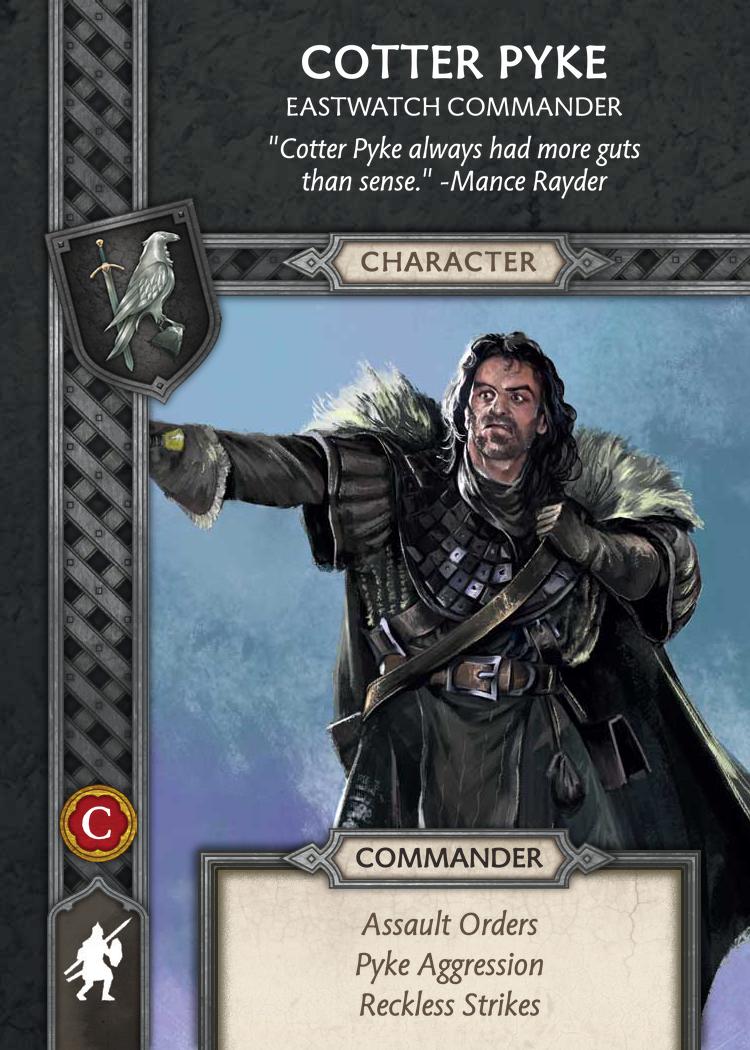 COTTER PYKE
EASTWATCH COMMANDER
"Cotter Pyke always had more guts
than sense." -Mance Rayder
CHARACTER
C
COMMANDER
Assault Orders
Pyke Aggression
Reckless Strikes